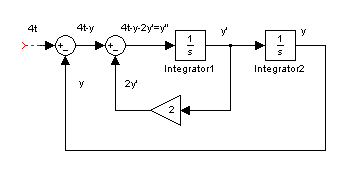 4t
4t-y
4t-y-2y'=y''
y'
y
+
-
+
-
1
s
1
s
Integrator1
Integrator2
y
2y'
2